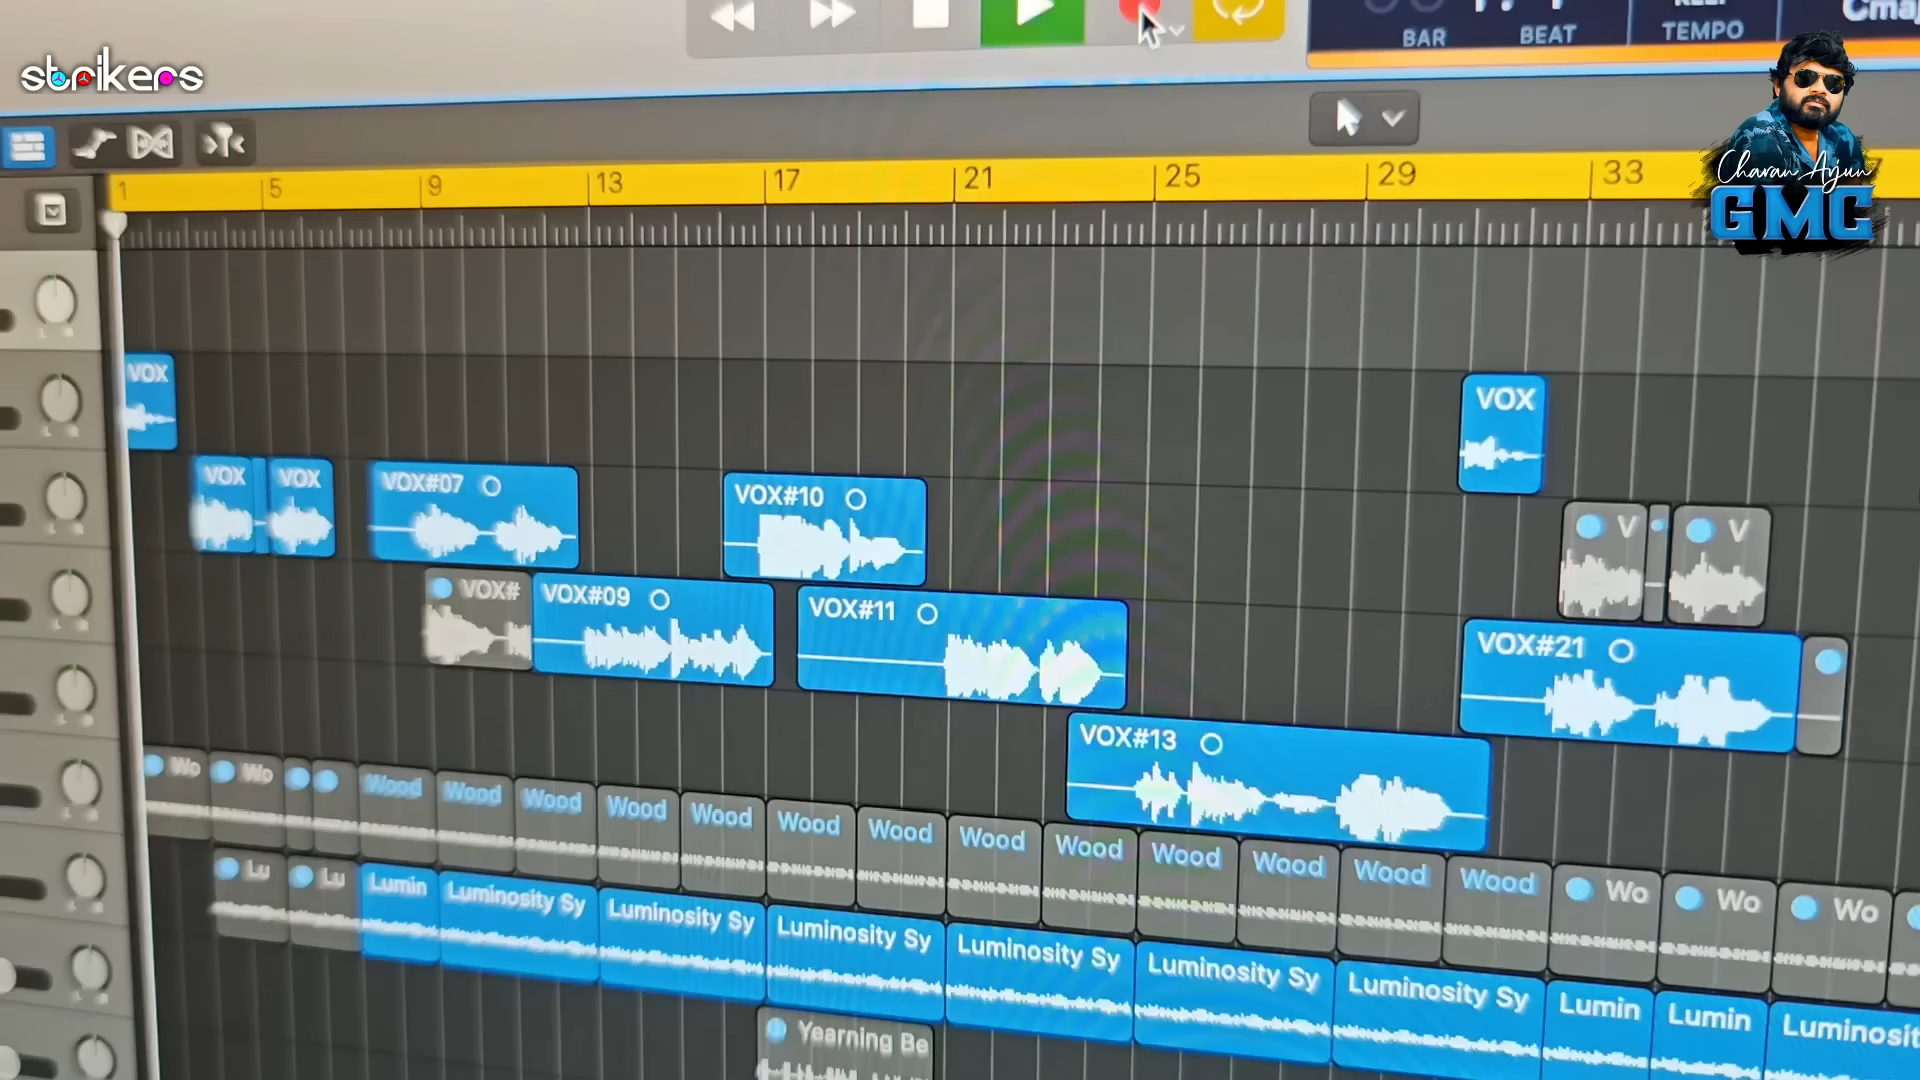 strikers
BAR BEAT TEMPO
Cmaj
Charan Arjun
GMC
1 5 9 13 17 21 25 29 33
VOX VOX
VOX VOX VOX#07 VOX#10 V V
VOX# VOX#09 VOX#11 VOX#21
VOX#13
Wo Wo Wood Wood Wood Wood Wood Wood Wood Wood Wood Wood Wood Wood Wood Wo Wo Wo
Lu Lu Lumin Luminosity Sy Luminosity Sy Luminosity Sy Luminosity Sy Luminosity Sy Luminosity Sy Lumin Lumin Luminosit
Yearning Be